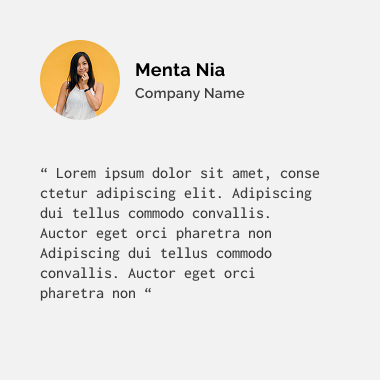 Menta Nia
Company Name
“ Lorem ipsum dolor sit amet, conse
ctetur adipiscing elit. Adipiscing
dui tellus commodo convallis.
Auctor eget orci pharetra non
Adipiscing dui tellus commodo
convallis. Auctor eget orci
pharetra non “